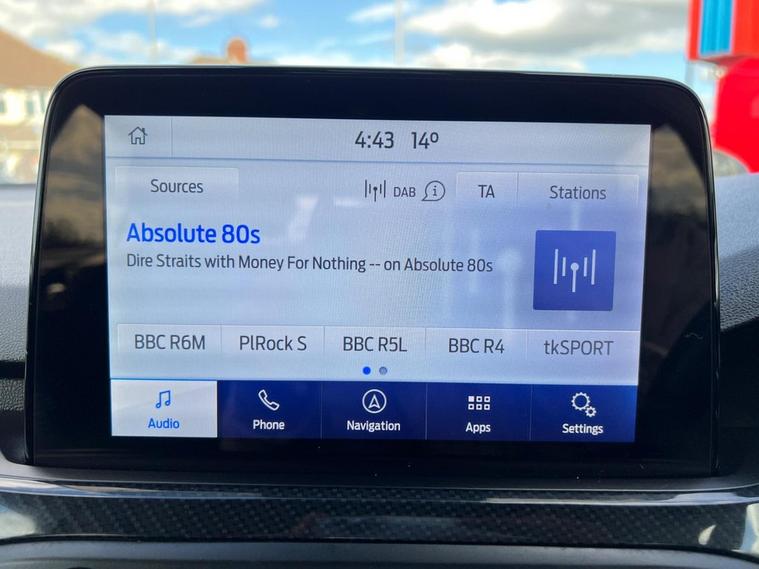 4:43 14º
Sources DAB TA Stations
Absolute 80s
Dire Straits with Money For Nothing -- on Absolute 80s
BBC R6M PlRock S BBC R5L BBC R4 tkSPORT
Audio Phone Navigation Apps Settings